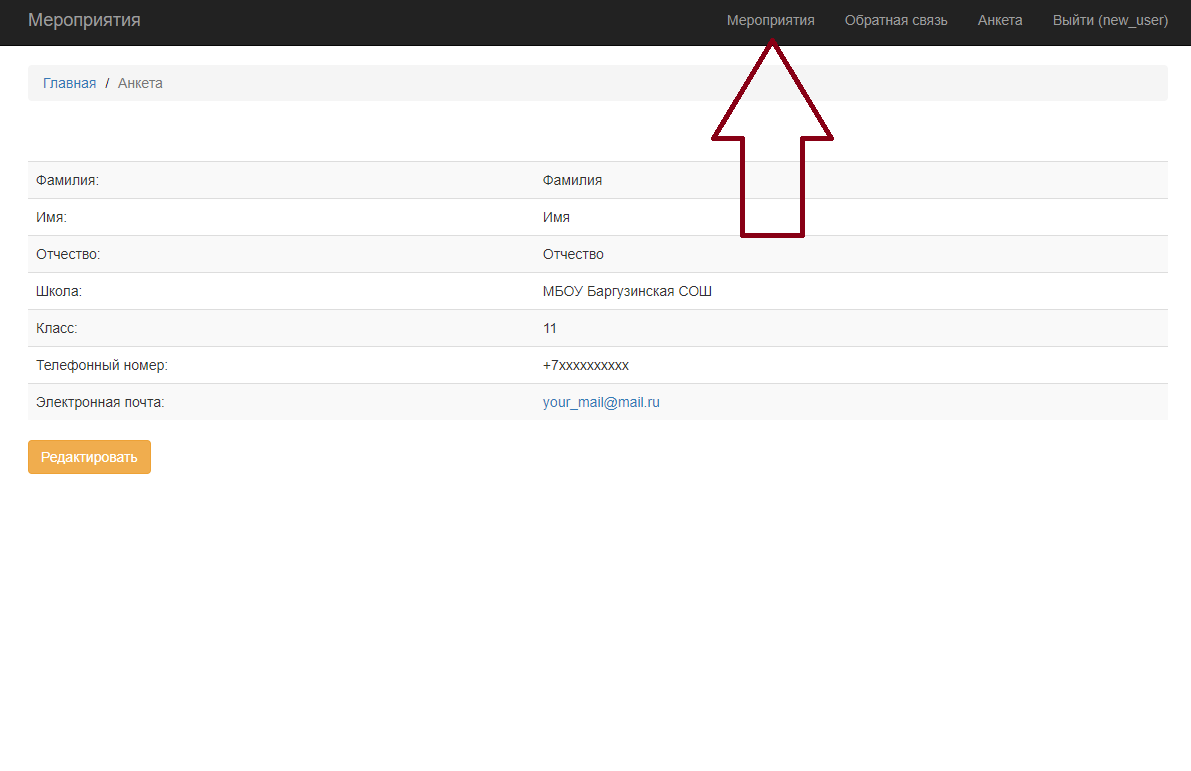 Мероприятия Мероприятия Обратная связь Анкета Выйти (new_user)
Главная / Анкета
Фамилия: Фамилия
Имя: Имя
Отчество: Отчество
Школа: МБОУ Баргузинская СОШ
Класс: 11
Телефонный номер: +7xxxxxxxxxx
Электронная почта: your_mail@mail.ru
Редактировать